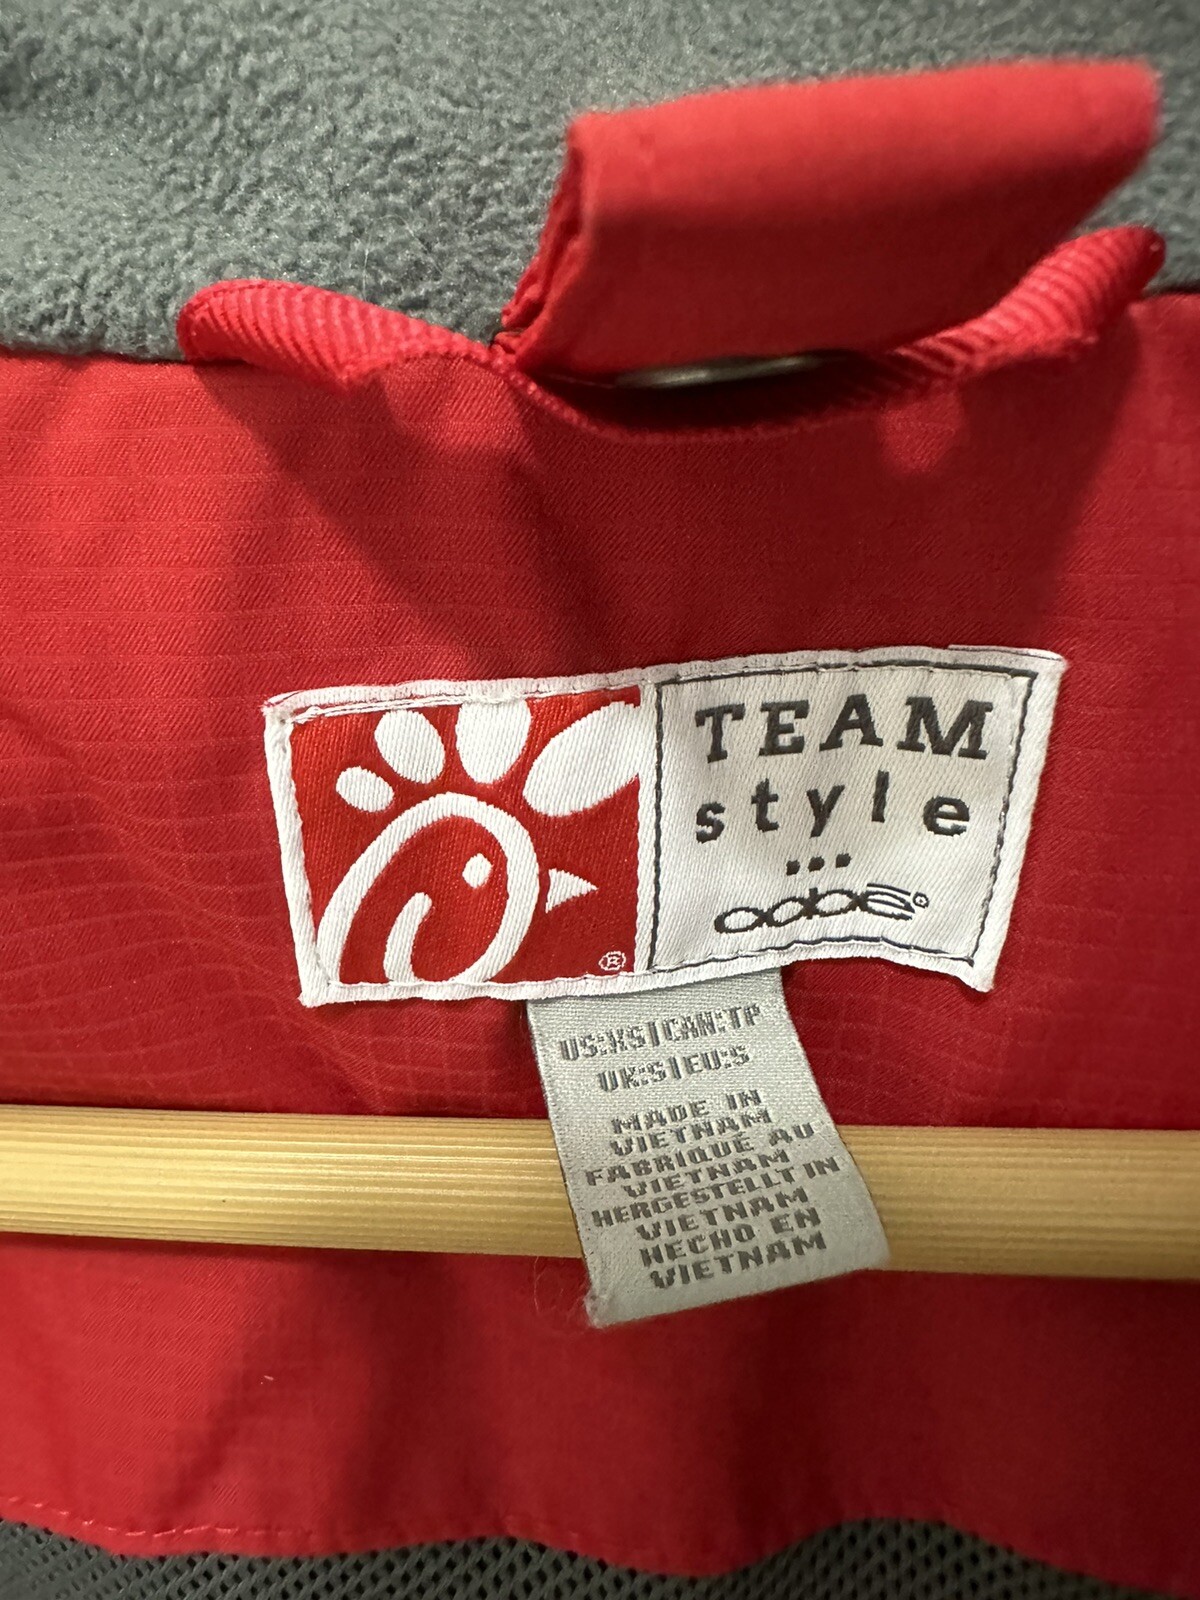 TEAM
style
...
oobe®
®
US:XS|CAN:TP
UK:S|EU:S
MADE IN
VIETNAM
FABRIQUÉ AU
VIETNAM
HERGESTELLT IN
VIETNAM
HECHO EN
VIETNAM